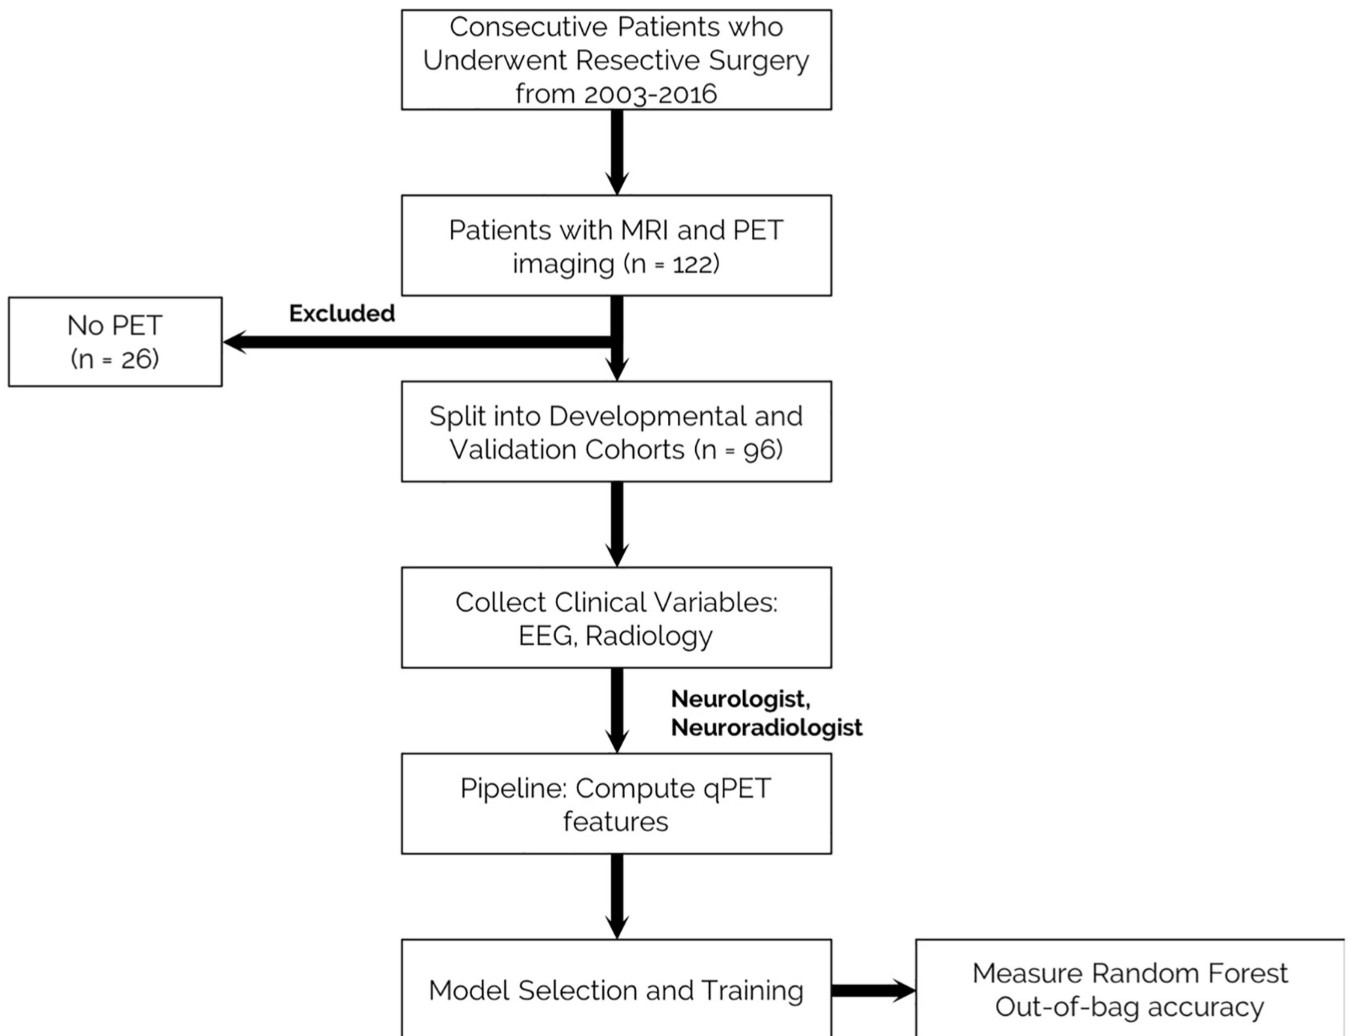 Consecutive Patients who
Underwent Resective Surgery
from 2003-2016
Patients with MRI and PET
imaging (n = 122)
Excluded
No PET
(n = 26)
Split into Developmental and
Validation Cohorts (n = 96)
Collect Clinical Variables:
EEG, Radiology
Neurologist,
Neuroradiologist
Pipeline: Compute qPET
features
Model Selection and Training
Measure Random Forest
Out-of-bag accuracy